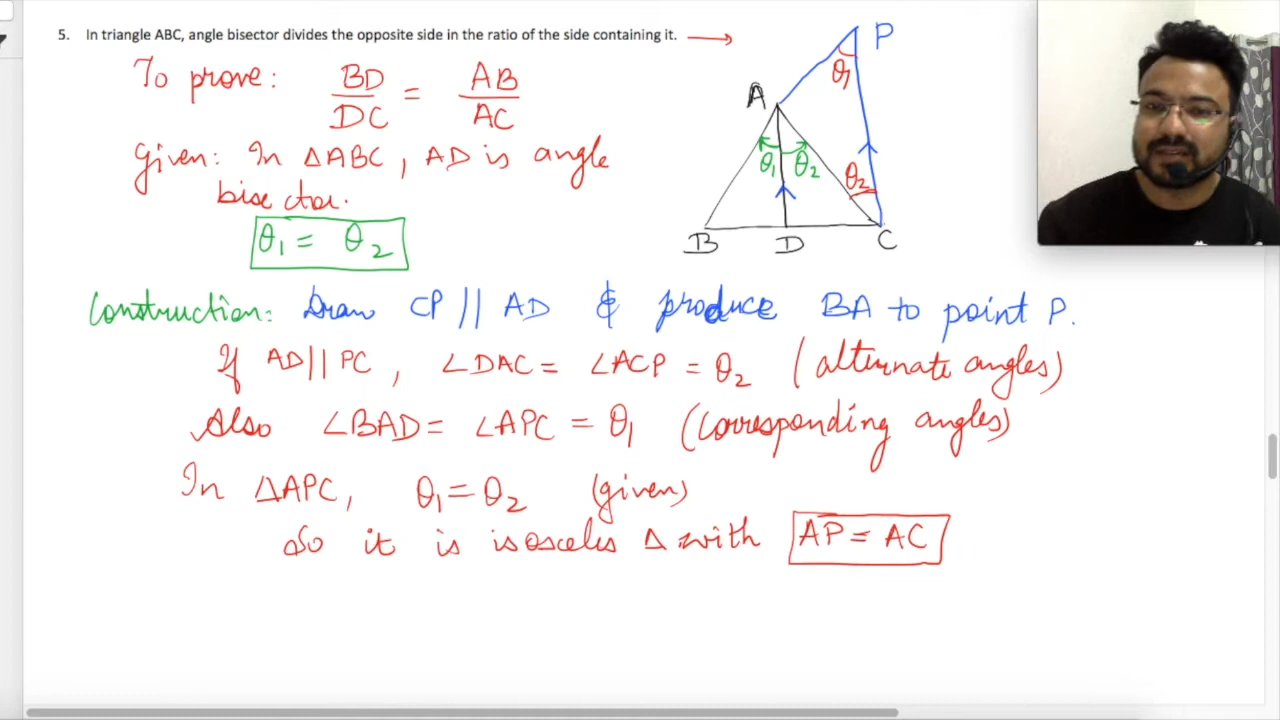 5. In triangle ABC, angle bisector divides the opposite side in the ratio of the side containing it. →
To prove: BD/DC = AB/AC
Given: In ΔABC, AD is angle
bisector.
θ₁ = θ₂
P
θ₁
A
θ₁ θ₂ θ₂
B D C
Construction: Draw CP // AD & produce BA to point P.
If AD // PC, ∠DAC = ∠ACP = θ₂ (alternate angles)
Also ∠BAD = ∠APC = θ₁ (corresponding angles)
In ΔAPC, θ₁ = θ₂ (given)
So it is isosceles Δ with AP = AC